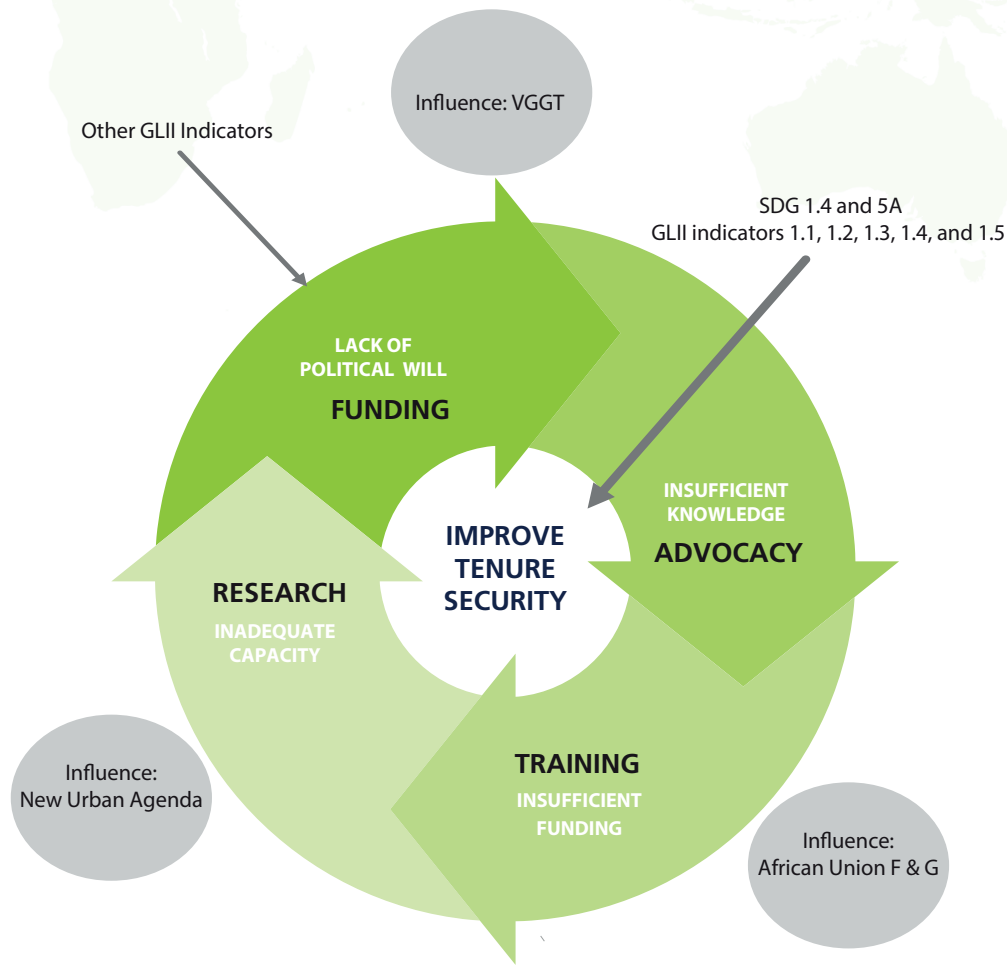 Influence: VGGT
Other GLII Indicators
SDG 1.4 and 5A
GLII indicators 1.1, 1.2, 1.3, 1.4, and 1.5
LACK OF
POLITICAL WILL
FUNDING
INSUFFICIENT
KNOWLEDGE
ADVOCACY
IMPROVE
TENURE
SECURITY
RESEARCH
INADEQUATE
CAPACITY
TRAINING
INSUFFICIENT
FUNDING
Influence:
New Urban Agenda
Influence:
African Union F & G